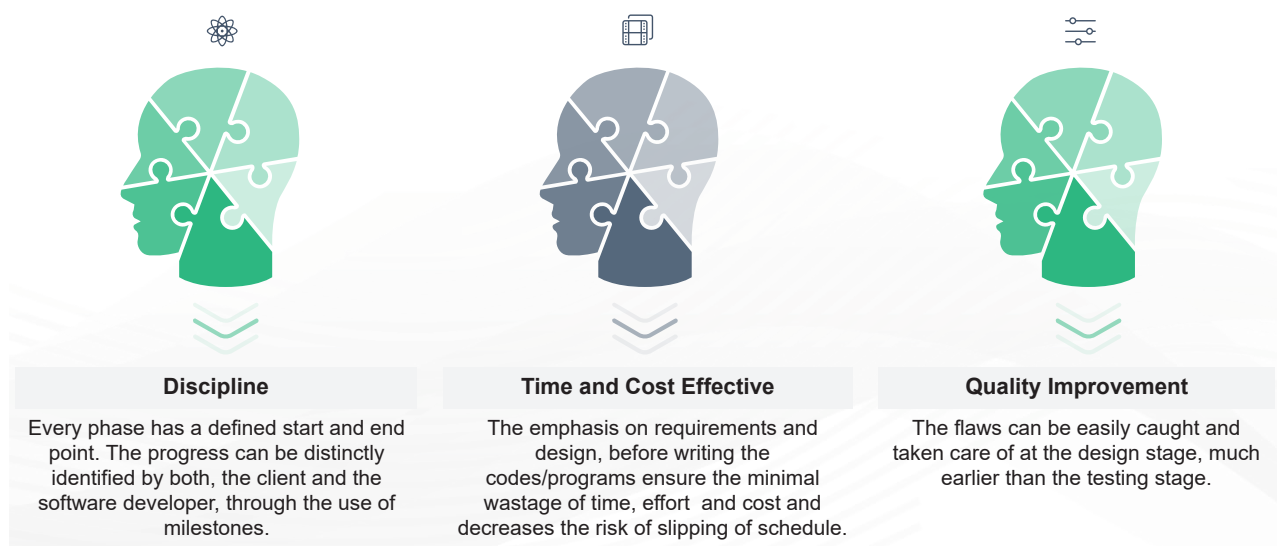 Discipline
Every phase has a defined start and end
point. The progress can be distinctly
identified by both, the client and the
software developer, through the use of
milestones.
Time and Cost Effective
The emphasis on requirements and
design, before writing the
codes/programs ensure the minimal
wastage of time, effort  and cost and
decreases the risk of slipping of schedule.
Quality Improvement
The flaws can be easily caught and
taken care of at the design stage, much
earlier than the testing stage.